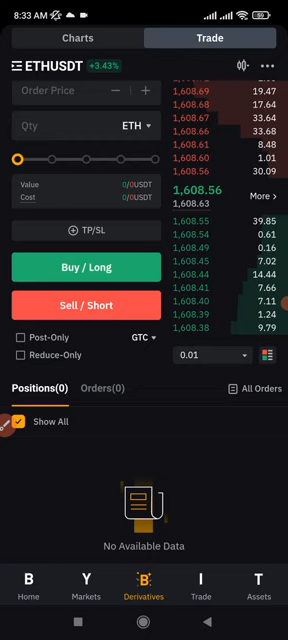 8:33 AM
69
Charts Trade
ETHUSDT +3.43%
Order Price
1,608.69 19.47
1,608.68 17.64
Qty ETH
1,608.67 33.64
1,608.66 33.68
1,608.61 8.48
1,608.60 1.01
1,608.56 30.09
Value 0/0USDT
Cost 0/0USDT
1,608.56
1,608.63
More
TP/SL
1,608.55 39.85
1,608.54 0.61
1,608.49 0.16
1,608.45 7.02
Buy / Long
1,608.44 14.44
1,608.41 7.66
Sell / Short
1,608.40 7.11
1,608.39 1.24
1,608.38 9.79
Post-Only GTC
Reduce-Only
0.01
Positions(0) Orders(0) All Orders
Show All
No Available Data
B Y B I T
Home Markets Derivatives Trade Assets